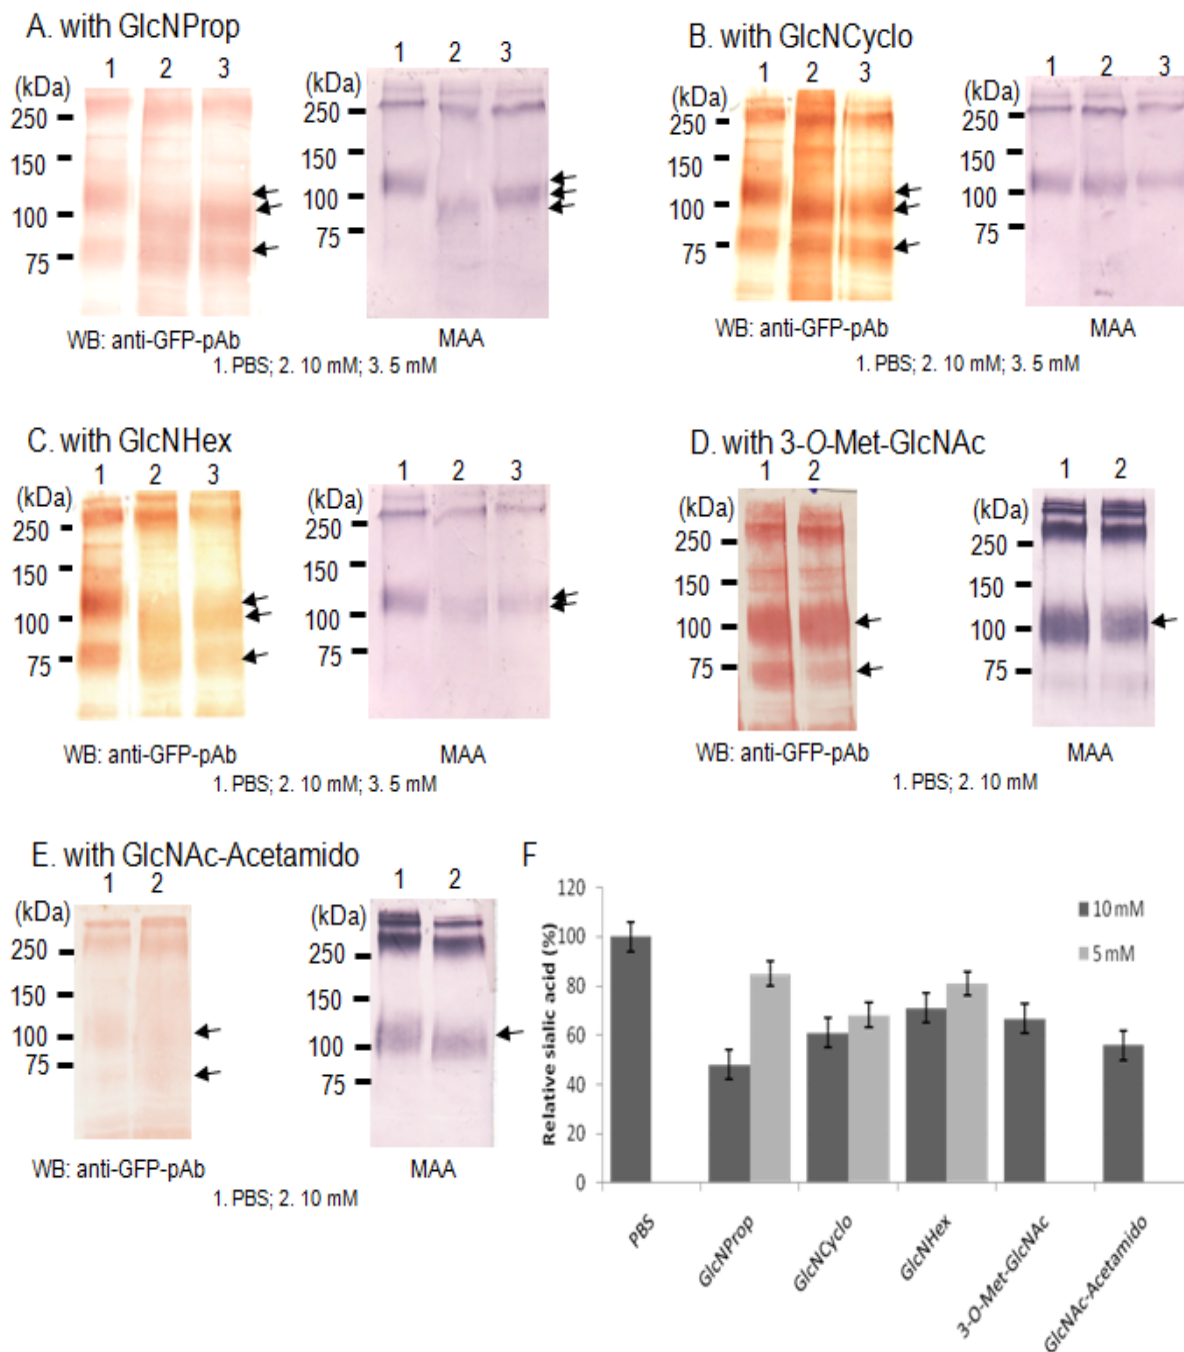 A. with GlcNProp
1 2 3
1 2 3
(kDa)
250
150
100
75
250
150
100
75
WB: anti-GFP-pAb
MAA
1. PBS; 2. 10 mM; 3. 5 mM
B. with GlcNCyclo
1 2 3
1 2 3
(kDa)
250
150
100
75
(kDa)
250
150
100
75
WB: anti-GFP-pAb
MAA
1. PBS; 2. 10 mM; 3. 5 mM
C. with GlcNHex
1 2 3
1 2 3
(kDa)
250
150
100
75
(kDa)
250
150
100
75
WB: anti-GFP-pAb
MAA
1. PBS; 2. 10 mM; 3. 5 mM
D. with 3-O-Met-GlcNAc
1 2
1 2
(kDa)
250
150
100
75
(kDa)
250
150
100
75
WB: anti-GFP-pAb
MAA
1. PBS; 2. 10 mM
E. with GlcNAc-Acetamido
1 2
1 2
(kDa)
250
150
100
75
(kDa)
250
150
100
75
WB: anti-GFP-pAb
MAA
1. PBS; 2. 10 mM
F
Relative sialic acid (%)
120
100
80
60
40
20
0
10 mM
5 mM
PBS
GlcNProp
GlcNCyclo
GlcNHex
3-O-Met-GlcNAc
GlcNAc-Acetamido